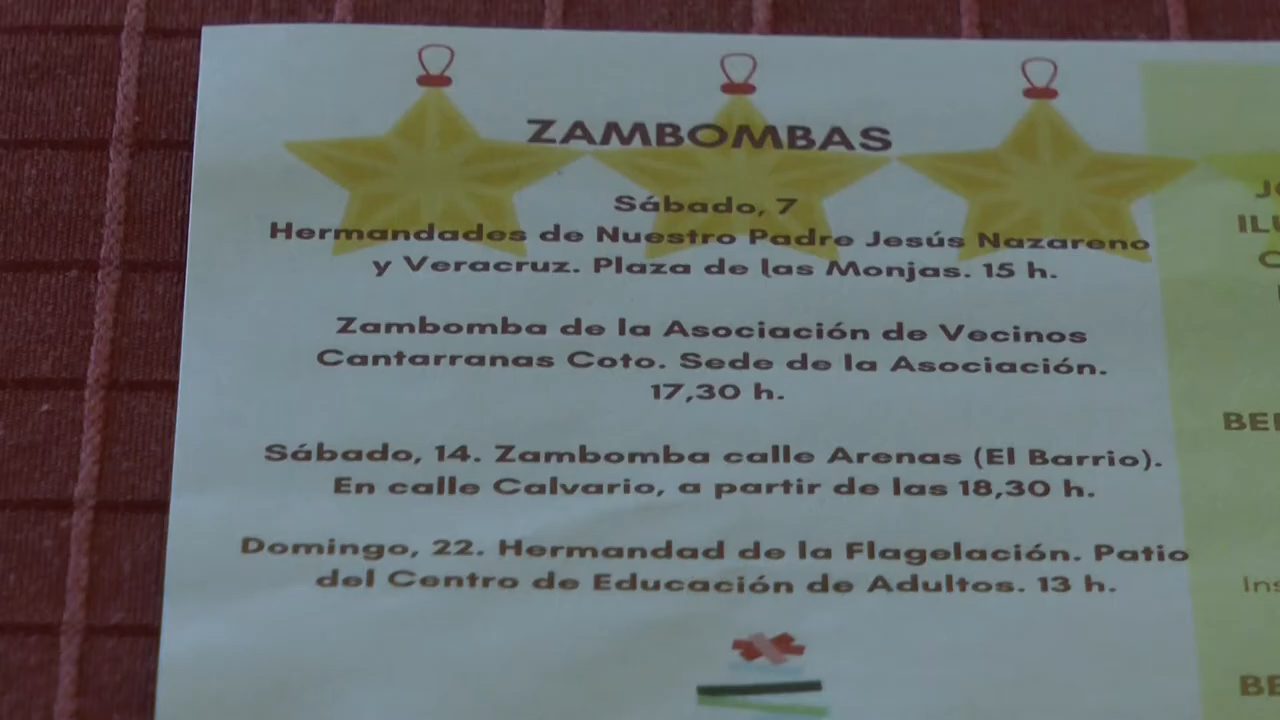 ZAMBOMBAS
Sábado, 7
Hermandades de Nuestro Padre Jesús Nazareno
y Veracruz. Plaza de las Monjas. 15 h.
Zambomba de la Asociación de Vecinos
Cantarranas Coto. Sede de la Asociación.
17,30 h.
Sábado, 14. Zambomba calle Arenas (El Barrio).
En calle Calvario, a partir de las 18,30 h.
Domingo, 22. Hermandad de la Flagelación. Patio
del Centro de Educación de Adultos. 13 h.